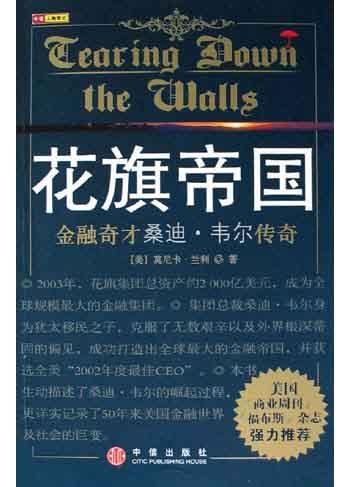 Tearing Down
the Walls
花旗帝国
金融奇才桑迪·韦尔传奇
[美] 莫尼卡·兰利 著
◎ 2003年，花旗集团总资产约2 000亿美元，成为全
球规模最大的金融集团。◎ 集团总裁桑迪·韦尔身
为犹太移民之子，克服了无数艰辛以及外界根深蒂
固的偏见，成功打造出全球最大的金融帝国，并获
选全美“2002年度最佳CEO”。◎ 本书
生动描述了桑迪·韦尔的崛起过程，
更详实记录了50年来美国金融世界
及社会的巨变。
美国
商业周刊
福布斯 杂志
强力推荐
中信出版社
CITIC PUBLISHING HOUSE